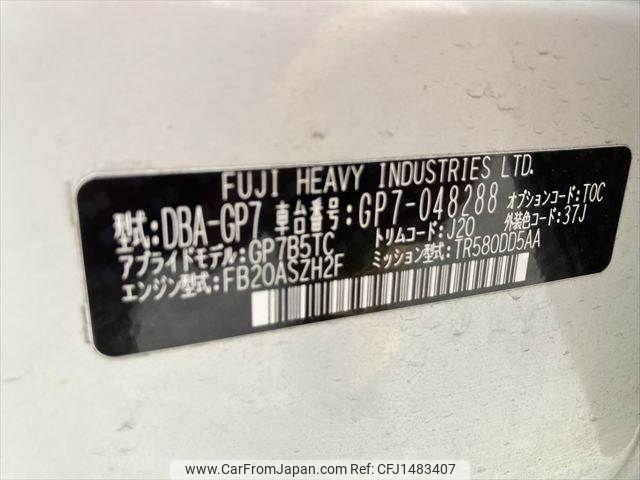 FUJI HEAVY INDUSTRIES LTD.
型式:DBA-GP7 車台番号:GP7-048288 オプションコード:TOC
アプライドモデル:GP7B5TC トリムコード:J20 外装色コード:37J
エンジン型式:FB20ASZH2F ミッション型式:TR580DD5AA
www.CarFromJapan.com - CFJ1483407